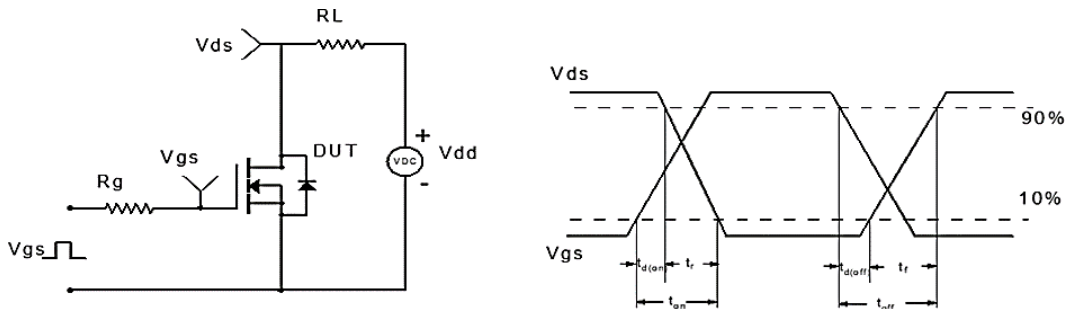 RL
Vds
Vgs
DUT
+
VDC
Vdd
-
Rg
Vgs
Vds
90%
10%
Vgs
td(on)
tr
td(off)
tf
ton
toff